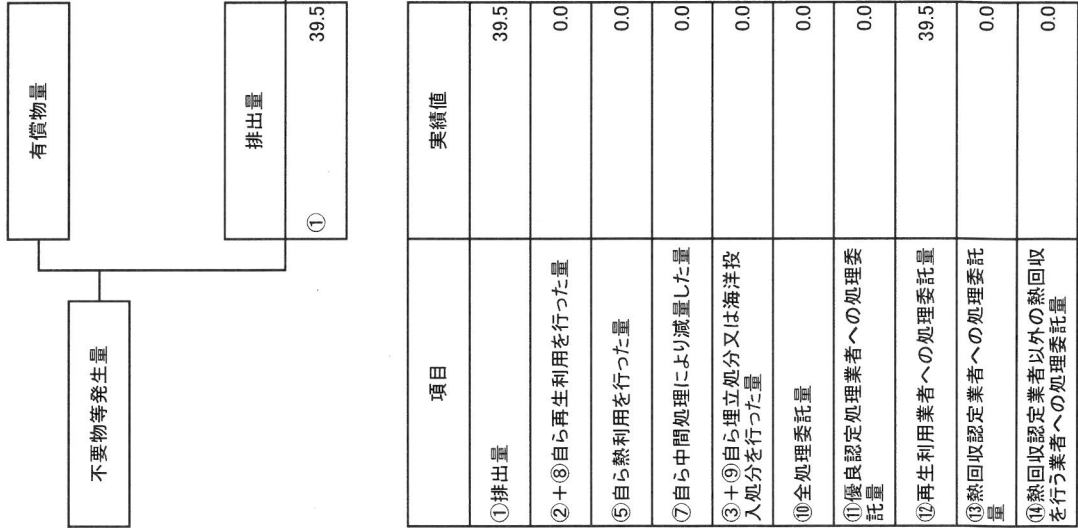 不要物等発生量
有償物量
排出量
① 39.5
項目 実績値
①排出量 39.5
②+⑧自ら再生利用を行った量 0.0
⑤自ら熱利用を行った量 0.0
⑦自ら中間処理により減量した量 0.0
③+⑨自ら埋立処分又は海洋投
入処分を行った量 0.0
⑩全処理委託量 0.0
⑪優良認定処理業者への処理委
託量 0.0
⑫再生利用業者への処理委託量 39.5
⑬熱回収認定業者への処理委託
量 0.0
⑭熱回収認定業者以外の熱回収
を行う業者への処理委託量 0.0